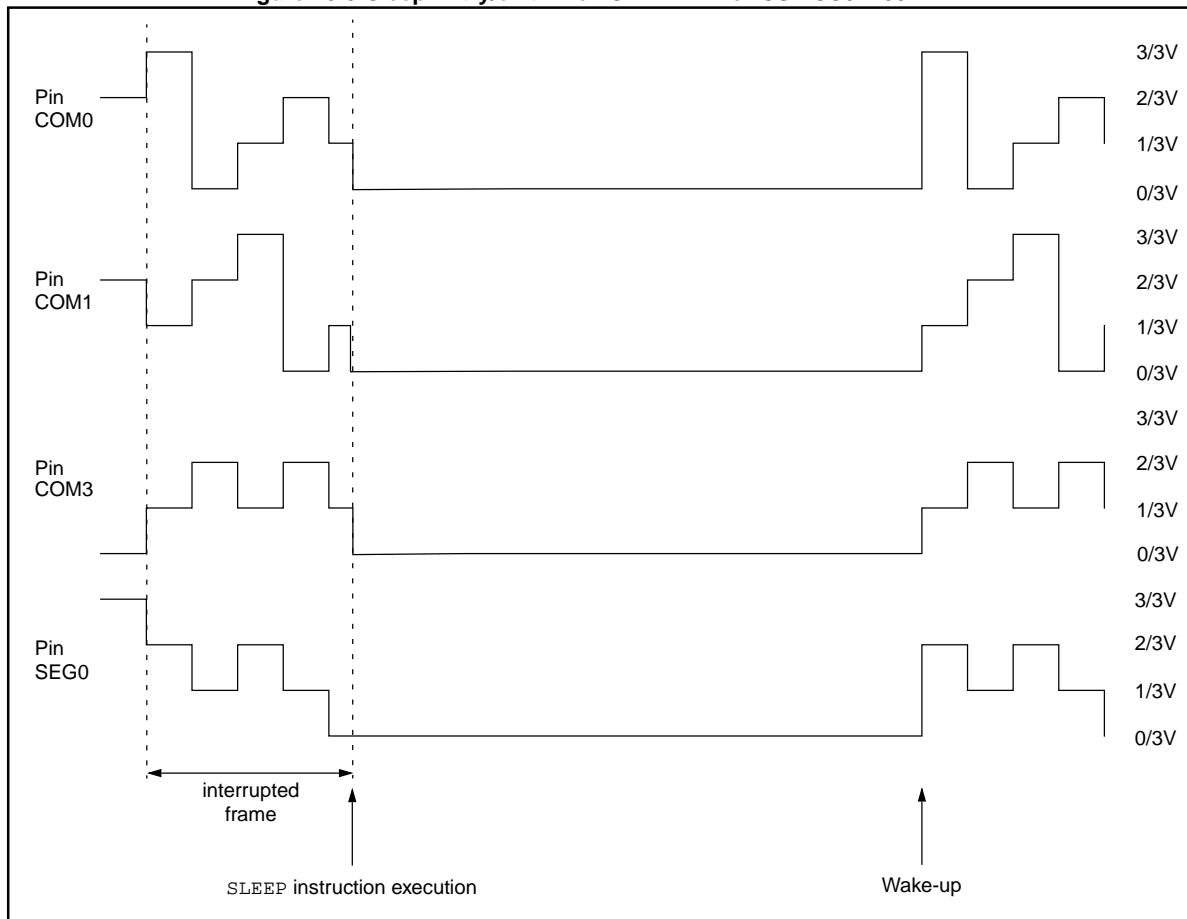 3/3V
Pin
COM0
2/3V
1/3V
0/3V
3/3V
Pin
COM1
2/3V
1/3V
0/3V
3/3V
Pin
COM3
2/3V
1/3V
0/3V
3/3V
Pin
SEG0
2/3V
1/3V
0/3V
interrupted
frame
SLEEP instruction execution
Wake-up